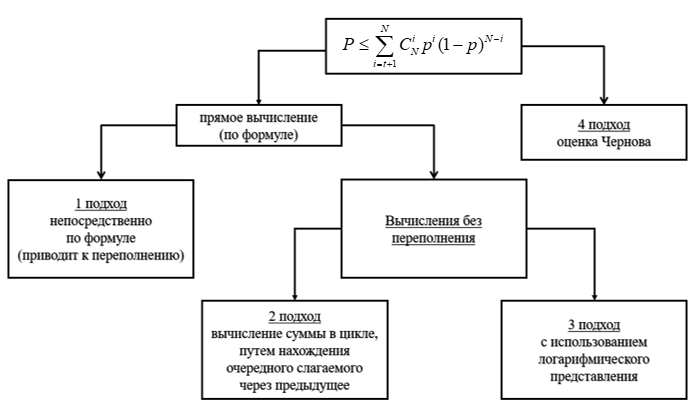 P ≤ \sum_{i=t+1}^{N} C_N^i p^i (1 − p)^{N−i}
прямое вычисление
(по формуле)
4 подход
оценка Чернова
1 подход
непосредственно
по формуле
(приводит к переполнению)
Вычисления без
переполнения
2 подход
вычисление суммы в цикле,
путем нахождения
очередного слагаемого
через предыдущее
3 подход
с использованием
логарифмического
представления